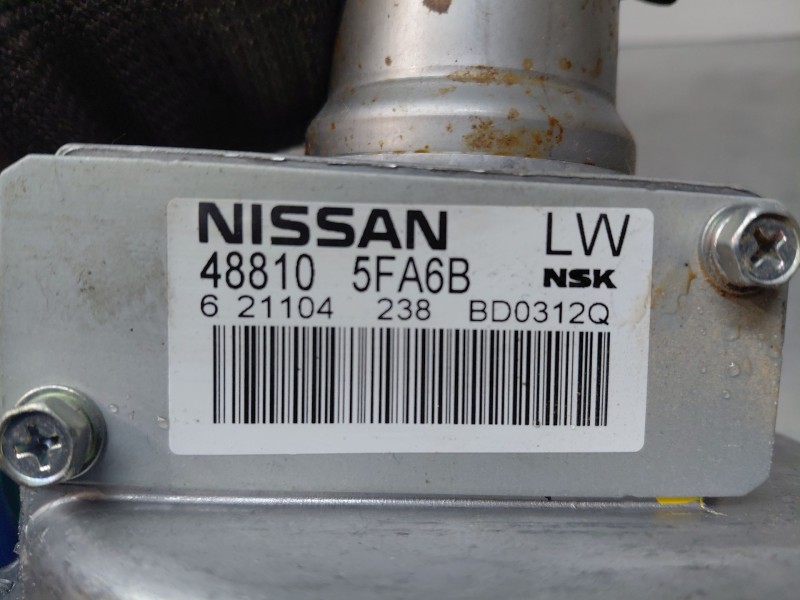 NISSAN LW
48810 5FA6B NSK
6 21104 238 BD0312Q